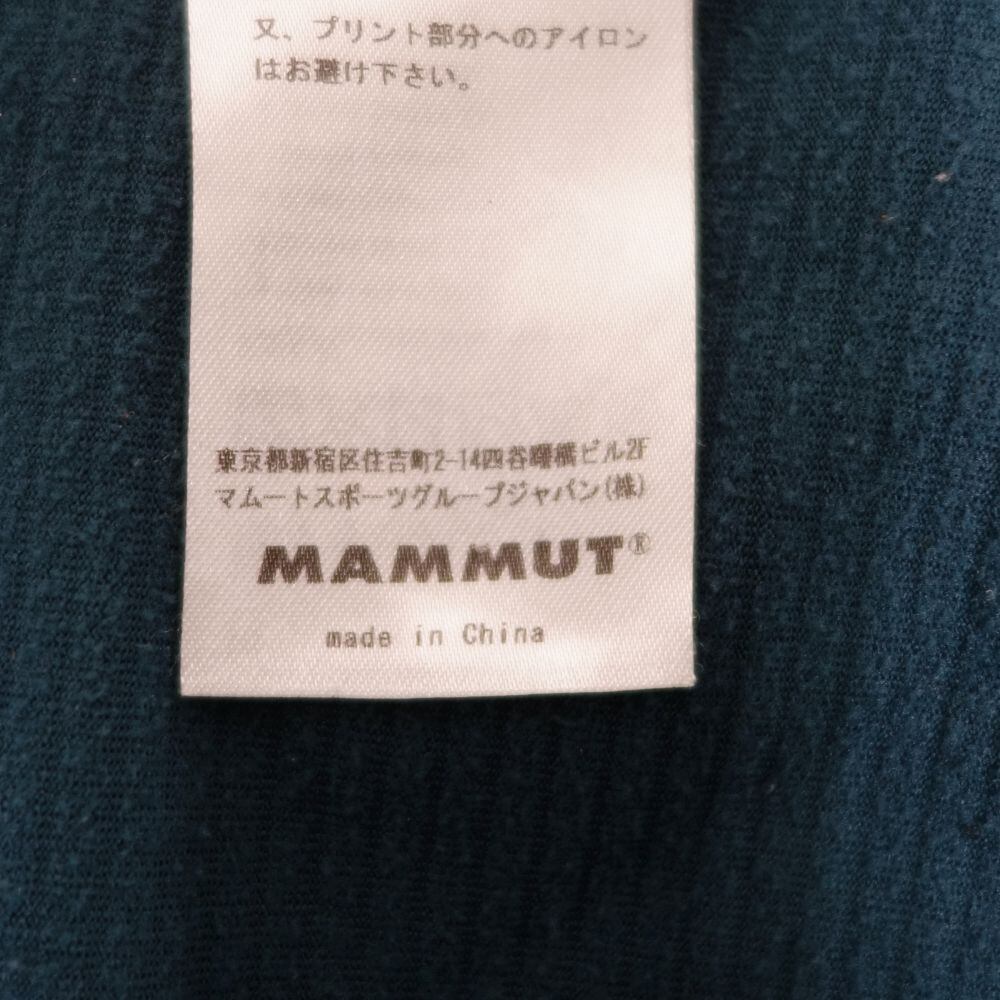 又、プリント部分へのアイロン
はお避け下さい。
東京都新宿区住吉町2-14四谷曙橋ビル2F
マムートスポーツグループジャパン(株)
MAMMUT®
made in China